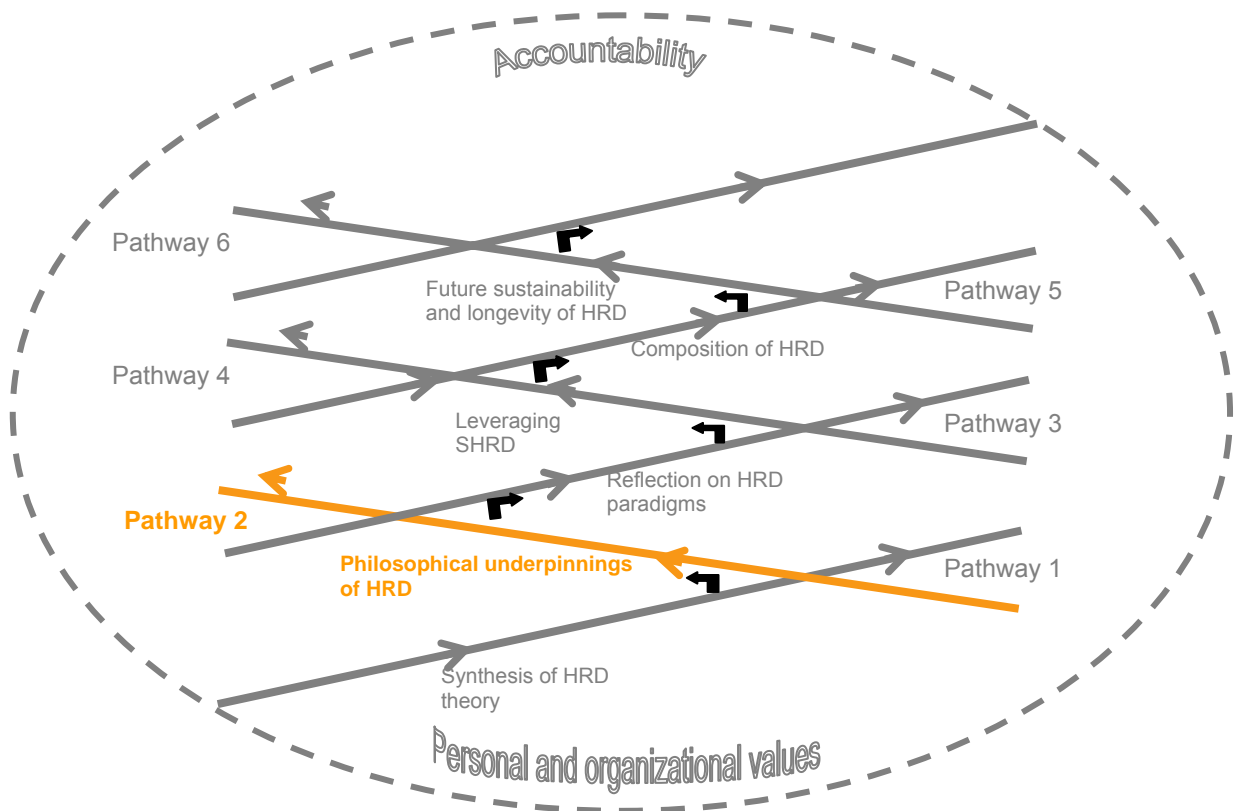 Accountability
Pathway 6
Future sustainability
and longevity of HRD
Pathway 5
Composition of HRD
Pathway 4
Leveraging
SHRD
Pathway 3
Reflection on HRD
paradigms
Pathway 2
Philosophical underpinnings
of HRD
Pathway 1
Synthesis of HRD
theory
Personal and organizational values